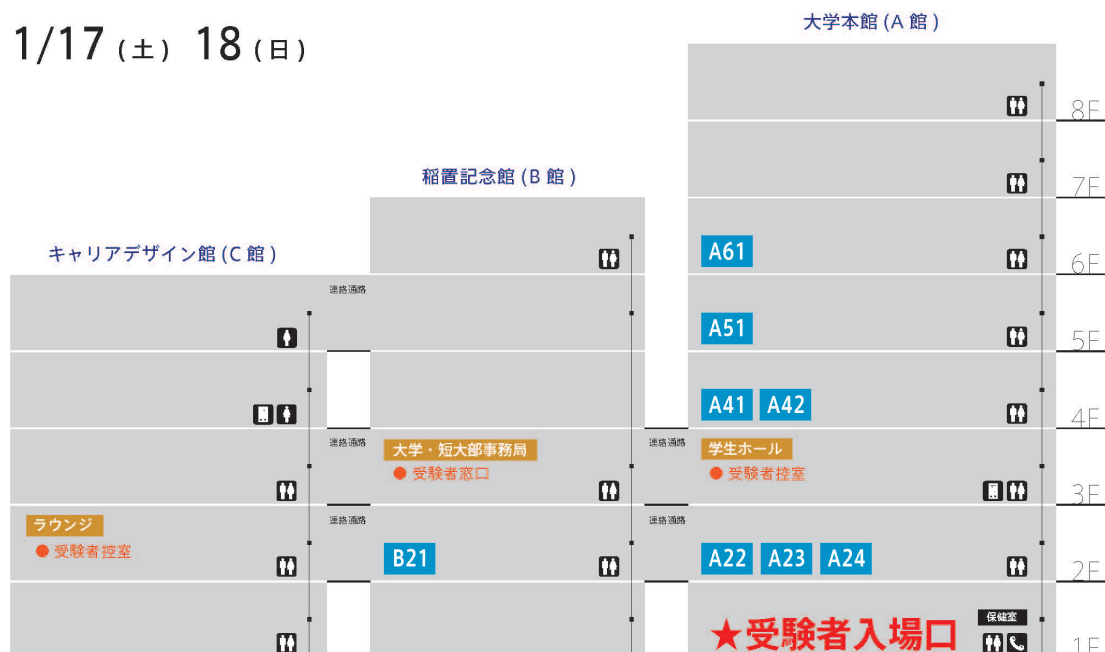 1/17 (土) 18 (日)
大学本館 (A 館 )
8F
7F
稲置記念館 (B 館 )
A61
6F
キャリアデザイン館 (C 館 )
連絡通路
A51
5F
A41 A42
4F
連絡通路
大学・短大部事務局
● 受験者窓口
連絡通路
学生ホール
● 受験者控室
3F
ラウンジ
● 受験者控室
連絡通路
B21
連絡通路
A22 A23 A24
2F
★受験者入場口
保健室
1F